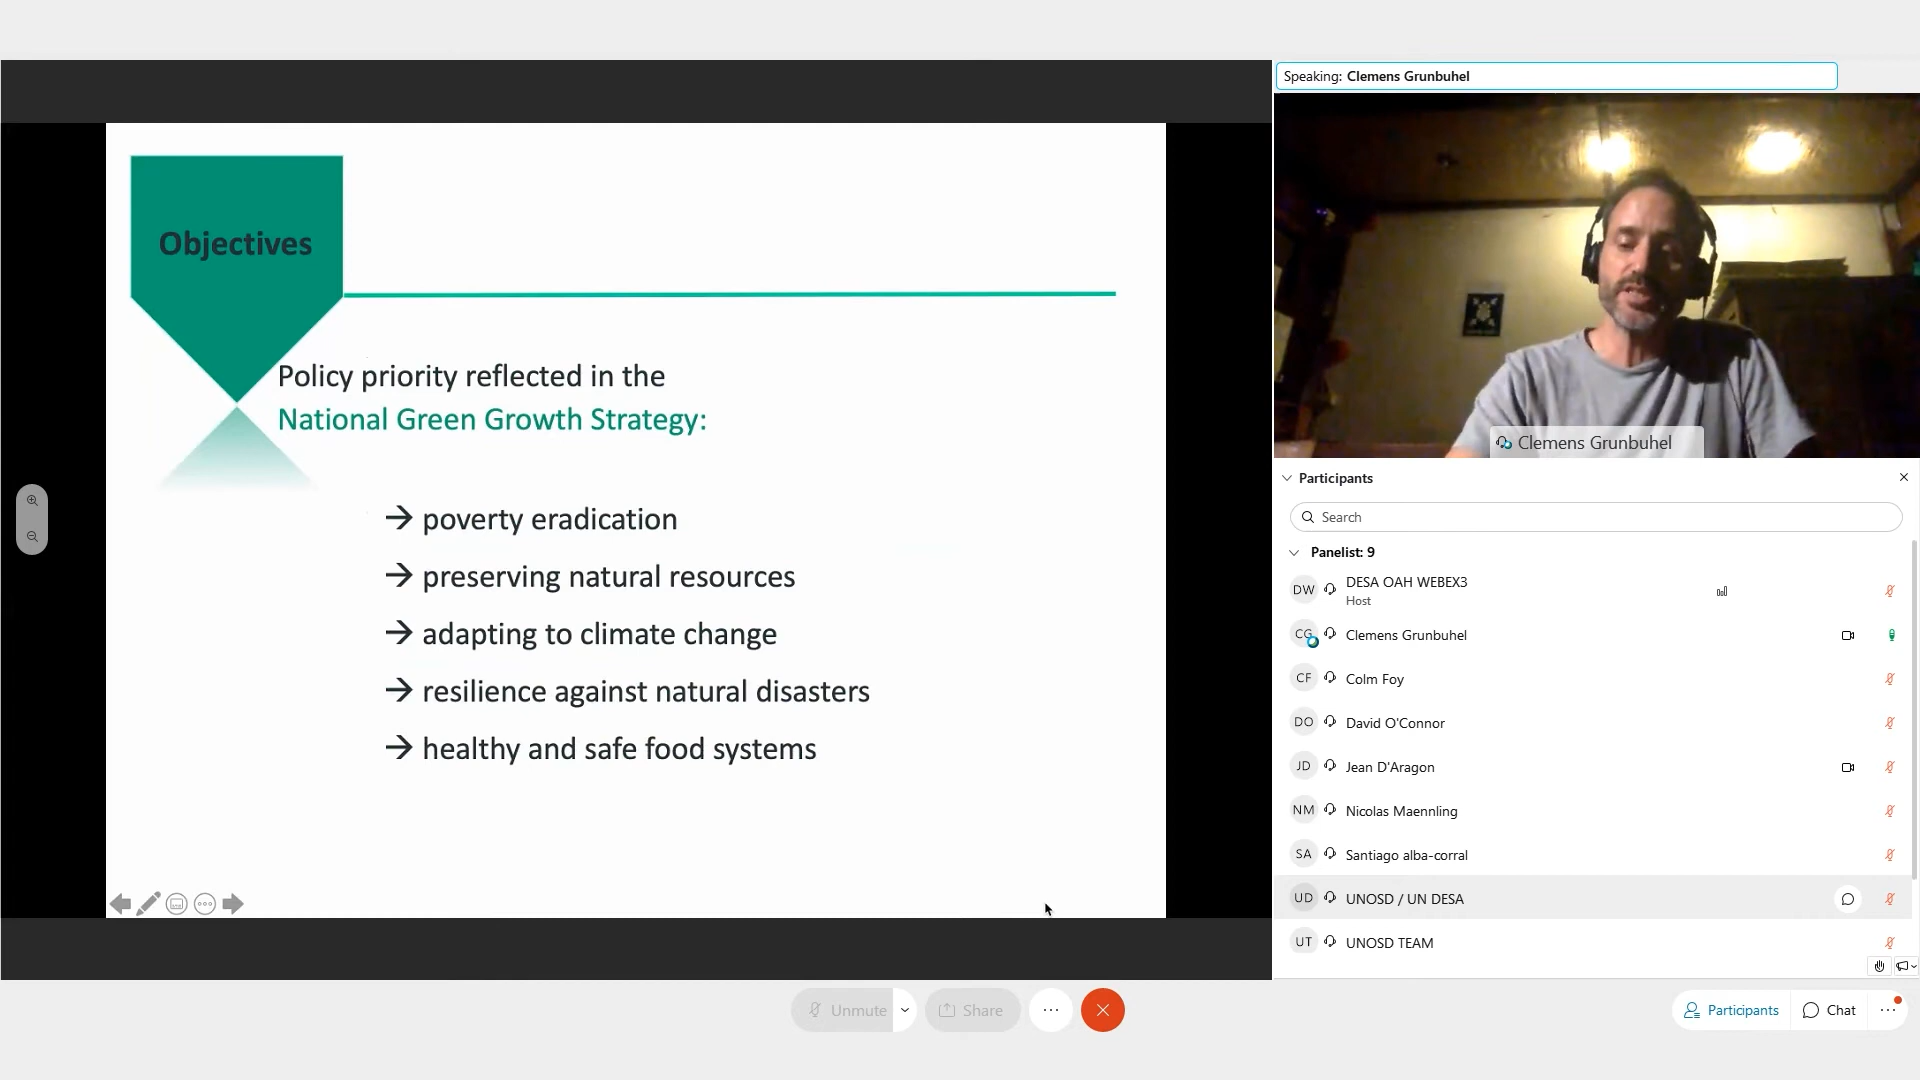 Objectives
Policy priority reflected in the
National Green Growth Strategy:
→ poverty eradication
→ preserving natural resources
→ adapting to climate change
→ resilience against natural disasters
→ healthy and safe food systems
Speaking: Clemens Grunbuhel
Clemens Grunbuhel
Participants
Search
Panelist: 9
DW DESA OAH WEBEX3
Host
CG Clemens Grunbuhel
CF Colm Foy
DO David O'Connor
JD Jean D'Aragon
NM Nicolas Maennling
SA Santiago alba-corral
UD UNOSD / UN DESA
UT UNOSD TEAM
Unmute
Share
Participants
Chat